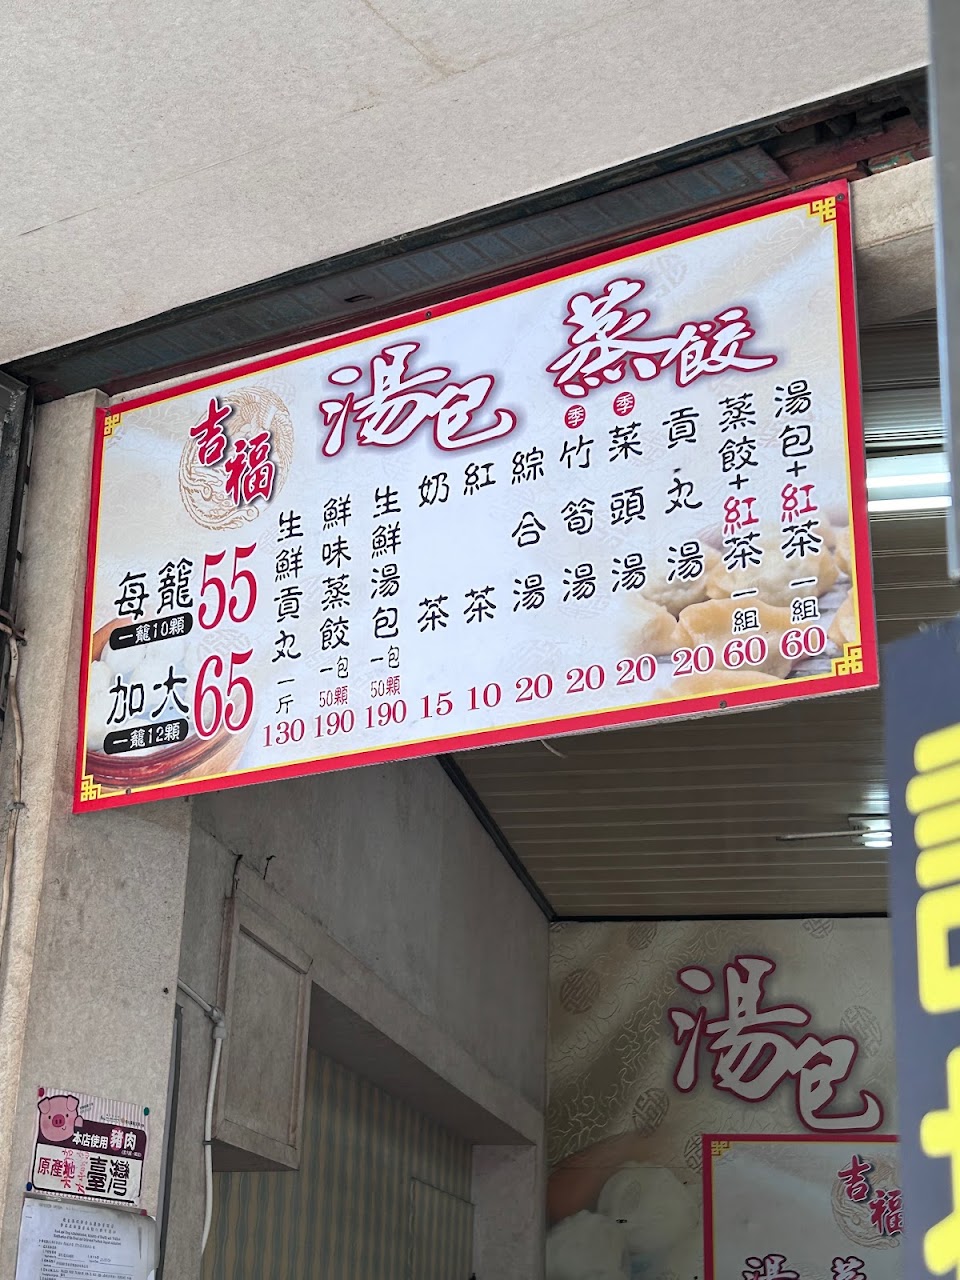 吉福
湯包 蒸餃
每籠 55
一籠10顆
加大 65
一籠12顆
湯包+紅茶 一組 60
蒸餃+紅茶 一組 60
貢丸湯 20
季 菜頭湯 20
季 竹筍湯 20
綜合湯 20
紅茶 10
奶茶 15
生鮮湯包 一包 50顆 190
鮮味蒸餃 一包 50顆 190
生鮮貢丸 一斤 130
湯包
吉福
本店使用 豬肉
原產地
臺灣